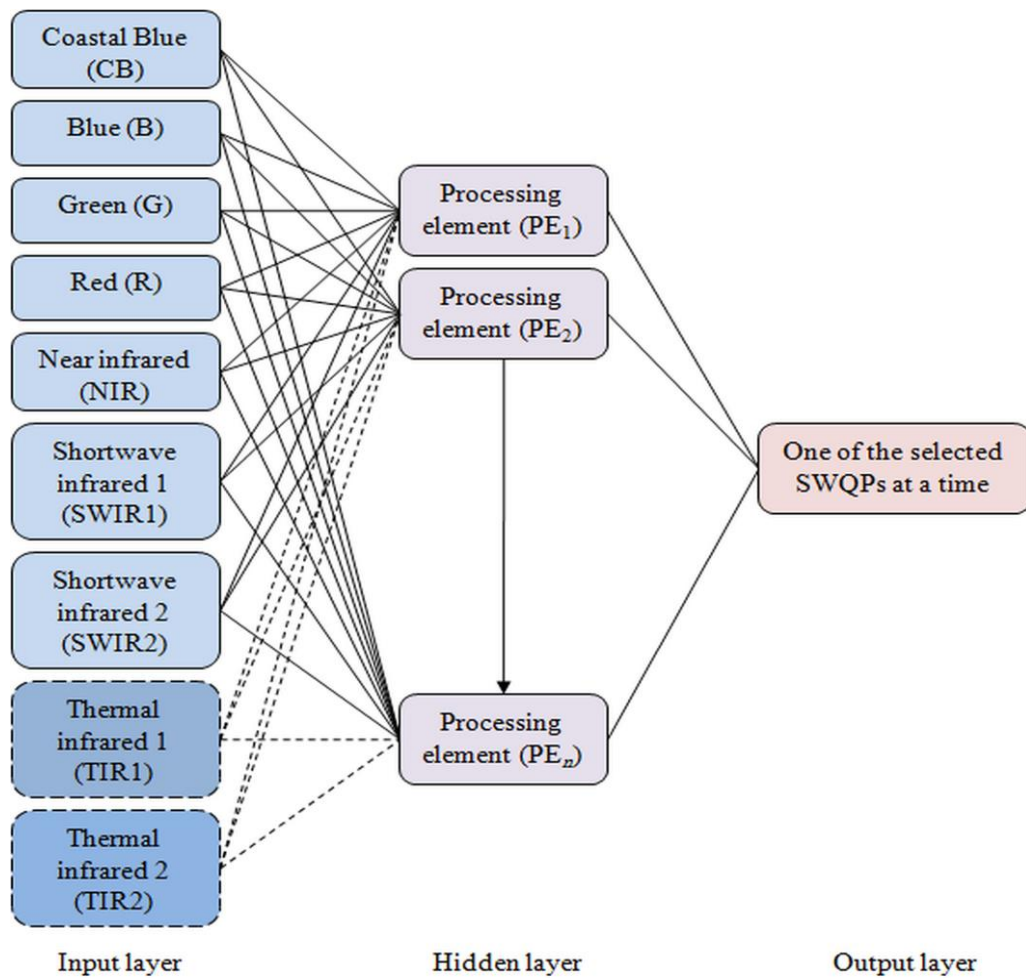 Coastal Blue
(CB)
Blue (B)
Green (G)
Red (R)
Near infrared
(NIR)
Shortwave
infrared 1
(SWIR1)
Shortwave
infrared 2
(SWIR2)
Thermal
infrared 1
(TIR1)
Thermal
infrared 2
(TIR2)
Input layer
Processing
element (PE₁)
Processing
element (PE₂)
Processing
element (PEₙ)
Hidden layer
One of the selected
SWQPs at a time
Output layer